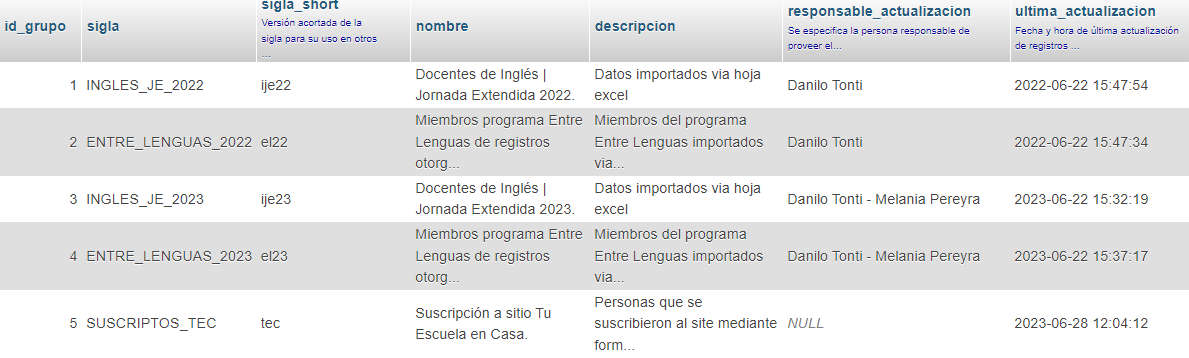 id_grupo
sigla
sigla_short
Versión acortada de la
sigla para su uso en otros
...
nombre
descripcion
responsable_actualizacion
Se especifica la persona responsable de
proveer el...
ultima_actualizacion
Fecha y hora de última actualización
de registros ...
1
INGLES_JE_2022
ije22
Docentes de Inglés |
Jornada Extendida 2022.
Datos importados via hoja
excel
Danilo Tonti
2022-06-22 15:47:54
2
ENTRE_LENGUAS_2022
el22
Miembros programa Entre
Lenguas de registros
otorg...
Miembros del programa
Entre Lenguas importados
via...
Danilo Tonti
2022-06-22 15:47:34
3
INGLES_JE_2023
ije23
Docentes de Inglés |
Jornada Extendida 2023.
Datos importados via hoja
excel
Danilo Tonti - Melania Pereyra
2023-06-22 15:32:19
4
ENTRE_LENGUAS_2023
el23
Miembros programa Entre
Lenguas de registros
otorg...
Miembros del programa
Entre Lenguas importados
via...
Danilo Tonti - Melania Pereyra
2023-06-22 15:37:17
5
SUSCRIPTOS_TEC
tec
Suscripción a sitio Tu
Escuela en Casa.
Personas que se
suscribieron al site mediante
form...
NULL
2023-06-28 12:04:12